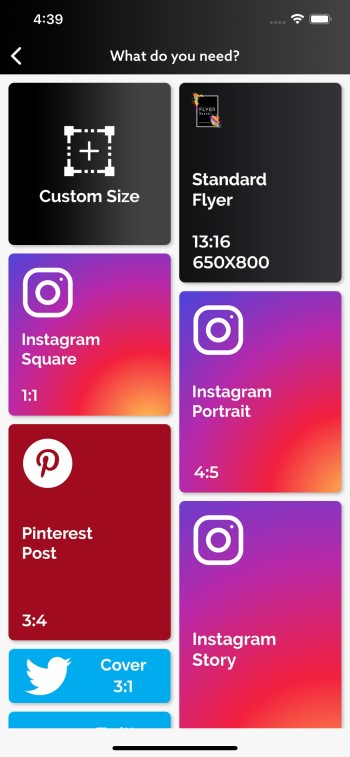 4:39
What do you need?
Custom Size
FLYER
Standard
Flyer
13:16
650X800
Instagram
Square
1:1
Instagram
Portrait
4:5
Pinterest
Post
3:4
Instagram
Story
Cover
3:1